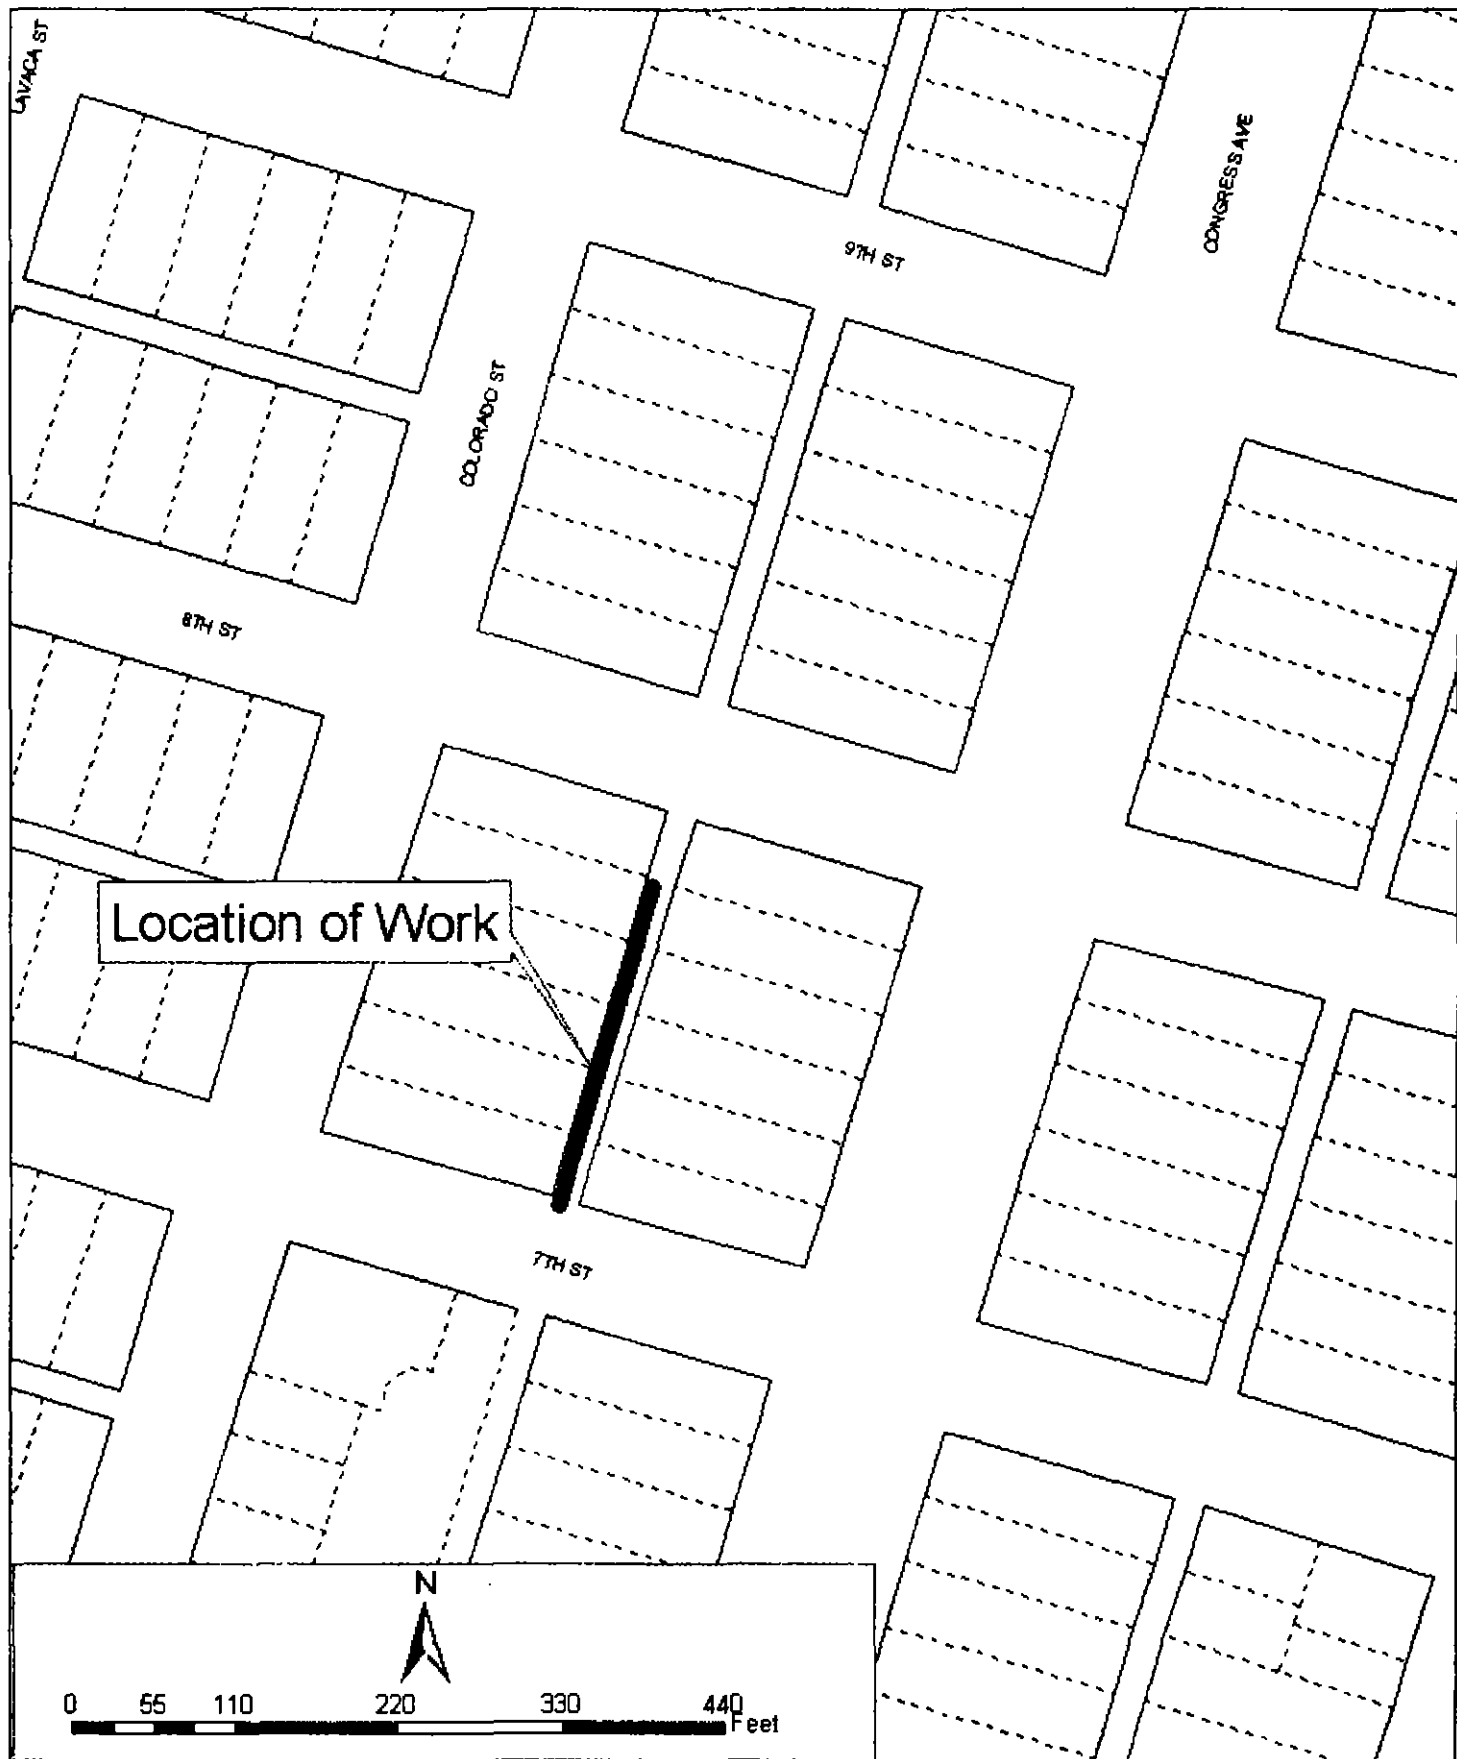 LAVACA ST
CONGRESS AVE
9TH ST
COLORADO ST
8TH ST
Location of Work
7TH ST
N
0 55 110 220 330 440
Feet